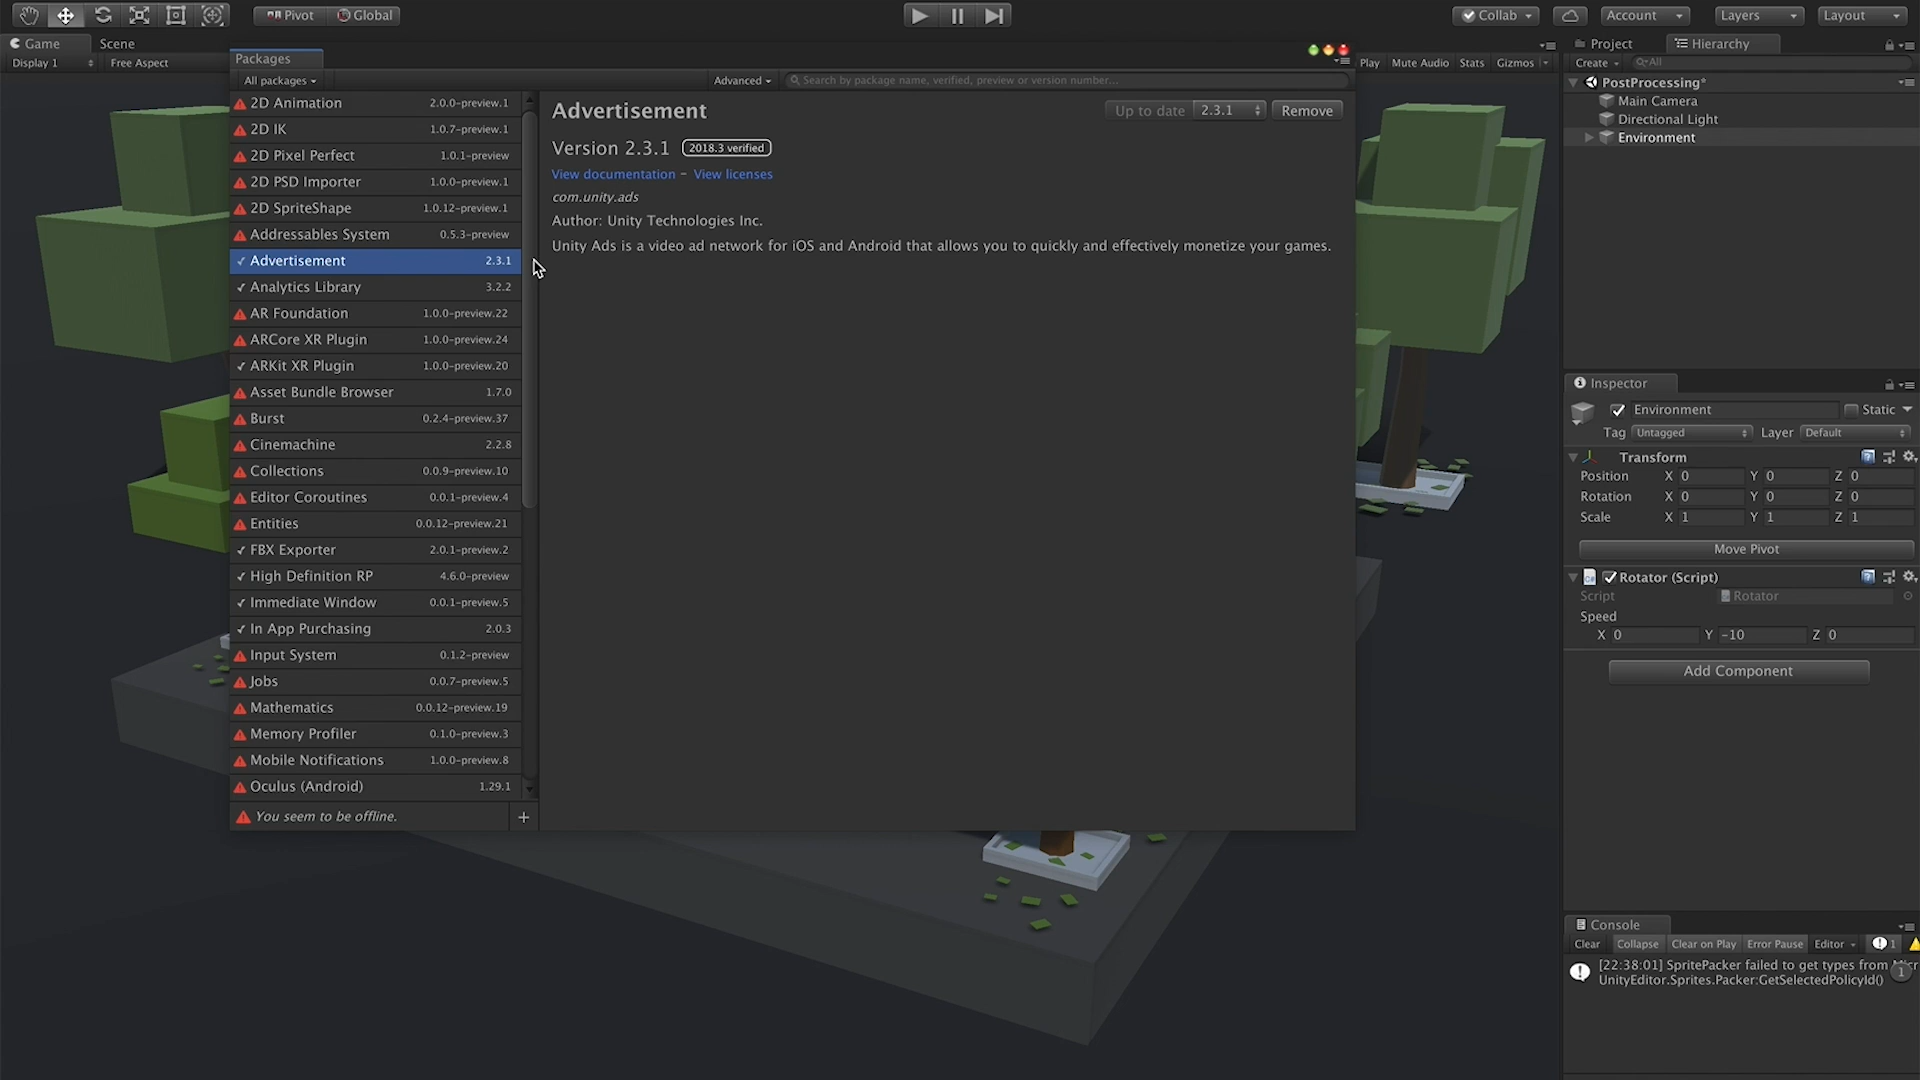 Pivot Global
Collab Account Layers Layout
Game Scene
Display 1 Free Aspect
Play Mute Audio Stats Gizmos
Packages
All packages
Advanced
Search by package name, verified, preview or version number...
2D Animation 2.0.0-preview.1
2D IK 1.0.7-preview.1
2D Pixel Perfect 1.0.1-preview
2D PSD Importer 1.0.0-preview.1
2D SpriteShape 1.0.12-preview.1
Addressables System 0.5.3-preview
Advertisement 2.3.1
Analytics Library 3.2.2
AR Foundation 1.0.0-preview.22
ARCore XR Plugin 1.0.0-preview.24
ARKit XR Plugin 1.0.0-preview.20
Asset Bundle Browser 1.7.0
Burst 0.2.4-preview.37
Cinemachine 2.2.8
Collections 0.0.9-preview.10
Editor Coroutines 0.0.1-preview.4
Entities 0.0.12-preview.21
FBX Exporter 2.0.1-preview.2
High Definition RP 4.6.0-preview
Immediate Window 0.0.1-preview.5
In App Purchasing 2.0.3
Input System 0.1.2-preview
Jobs 0.0.7-preview.5
Mathematics 0.0.12-preview.19
Memory Profiler 0.1.0-preview.3
Mobile Notifications 1.0.0-preview.8
Oculus (Android) 1.29.1
You seem to be offline. +
Advertisement
Up to date 2.3.1 Remove
Version 2.3.1 2018.3 verified
View documentation - View licenses
com.unity.ads
Author: Unity Technologies Inc.
Unity Ads is a video ad network for iOS and Android that allows you to quickly and effectively monetize your games.
Project Hierarchy
Create All
PostProcessing*
Main Camera
Directional Light
Environment
Inspector
Environment Static
Tag Untagged Layer Default
Transform
Position X 0 Y 0 Z 0
Rotation X 0 Y 0 Z 0
Scale X 1 Y 1 Z 1
Move Pivot
Rotator (Script)
Script Rotator
Speed
X 0 Y -10 Z 0
Add Component
Console
Clear Collapse Clear on Play Error Pause Editor 1
[22:38:01] SpritePacker failed to get types from
UnityEditor.Sprites.Packer:GetSelectedPolicyId()
1